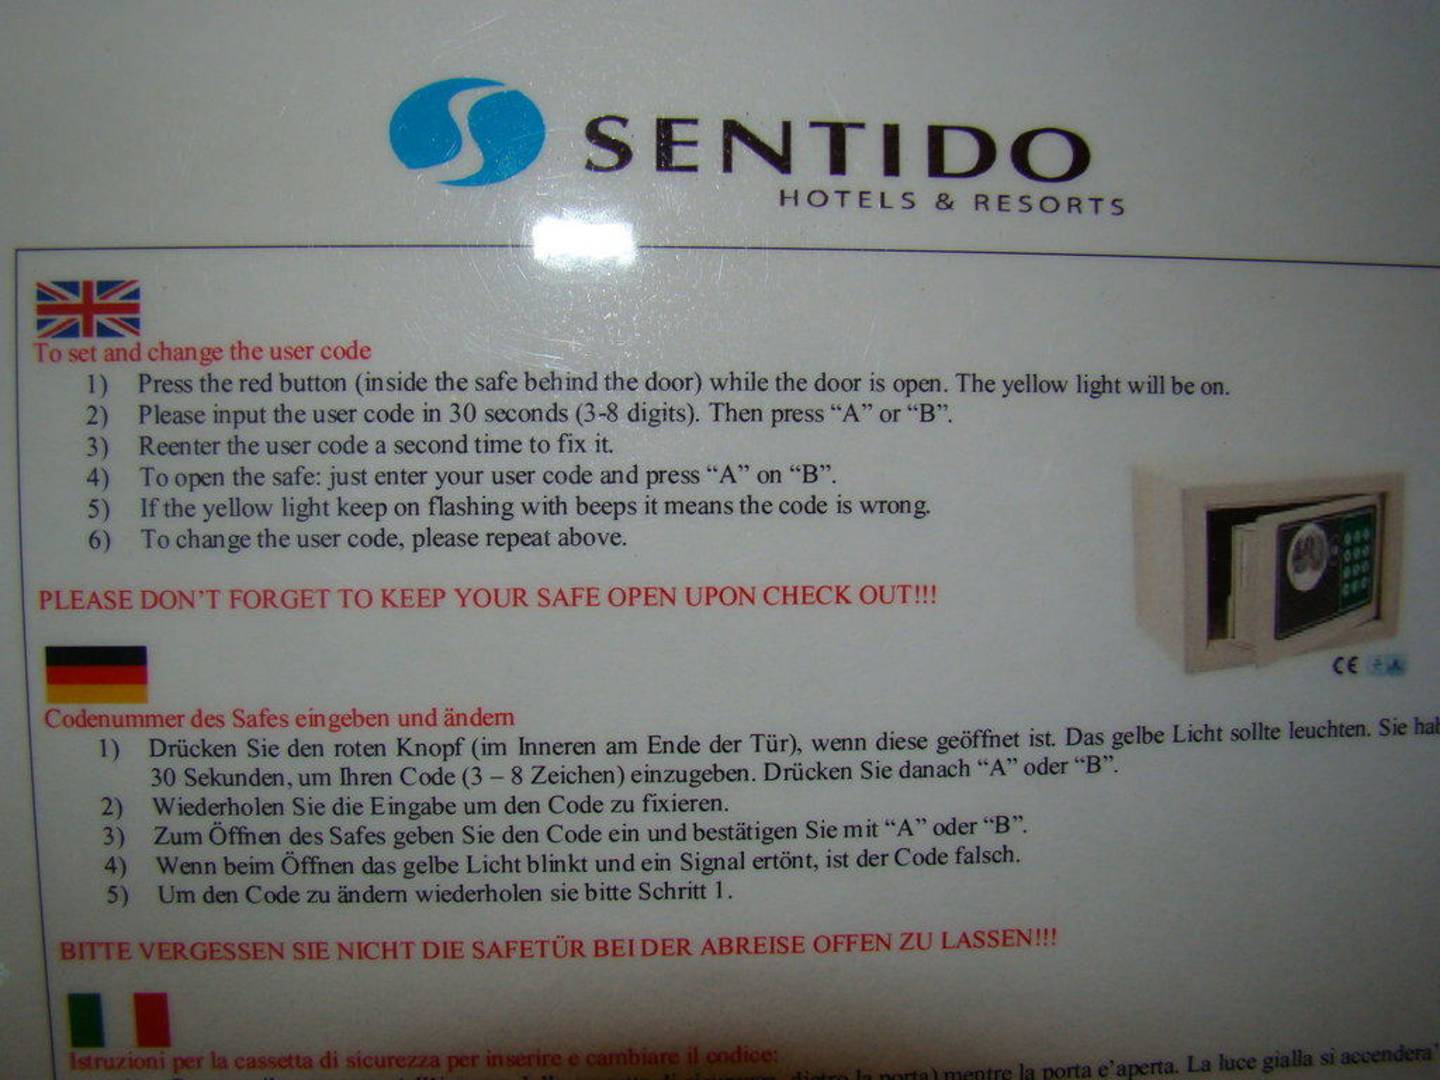 SENTIDO
HOTELS & RESORTS
To set and change the user code
1) Press the red button (inside the safe behind the door) while the door is open. The yellow light will be on.
2) Please input the user code in 30 seconds (3-8 digits). Then press “A” or “B”.
3) Reenter the user code a second time to fix it.
4) To open the safe: just enter your user code and press “A” on “B”.
5) If the yellow light keep on flashing with beeps it means the code is wrong.
6) To change the user code, please repeat above.
PLEASE DON'T FORGET TO KEEP YOUR SAFE OPEN UPON CHECK OUT!!!
CE
Codenummer des Safes eingeben und ändern
1) Drücken Sie den roten Knopf (im Inneren am Ende der Tür), wenn diese geöffnet ist. Das gelbe Licht sollte leuchten. Sie hab
30 Sekunden, um Ihren Code (3 – 8 Zeichen) einzugeben. Drücken Sie danach “A” oder “B”.
2) Wiederholen Sie die Eingabe um den Code zu fixieren.
3) Zum Öffnen des Safes geben Sie den Code ein und bestätigen Sie mit “A” oder “B”.
4) Wenn beim Öffnen das gelbe Licht blinkt und ein Signal ertönt, ist der Code falsch.
5) Um den Code zu ändern wiederholen sie bitte Schritt 1.
BITTE VERGESSEN SIE NICHT DIE SAFETÜR BEI DER ABREISE OFFEN ZU LASSEN!!!
Istruzioni per la cassetta di sicurezza per inserire e cambiare il codice:
dietro la porta) mentre la porta e'aperta. La luce gialla si accendera'